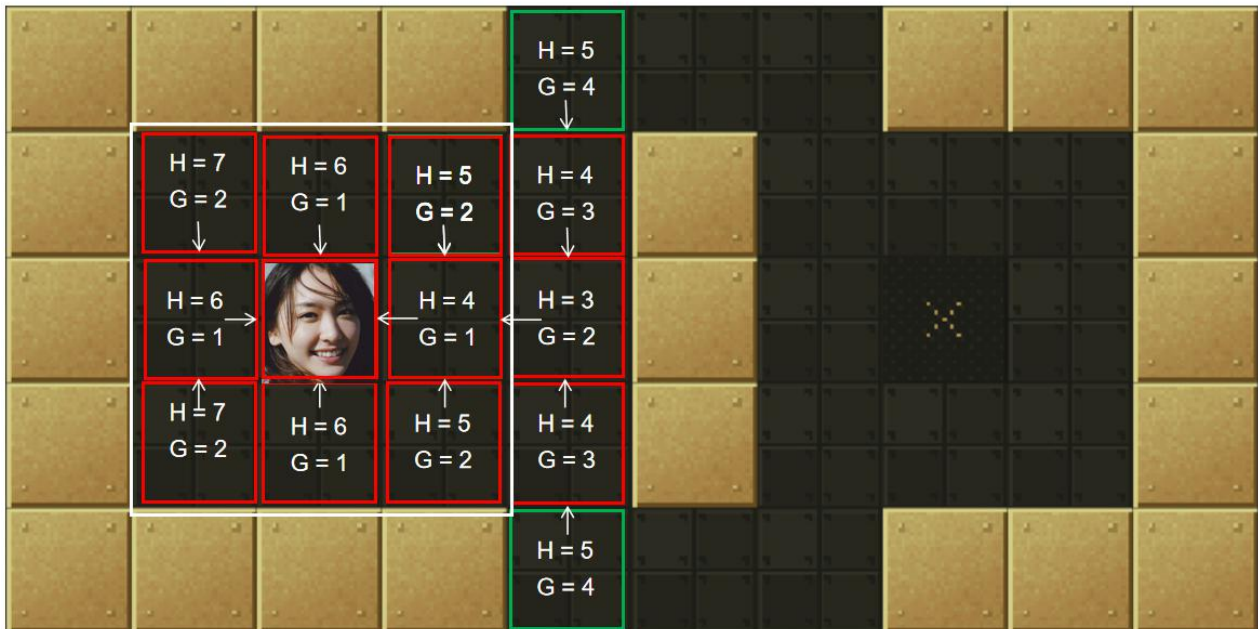 H = 5
G = 4
H = 7
G = 2
H = 6
G = 1
H = 5
G = 2
H = 4
G = 3
H = 6
G = 1
H = 4
G = 1
H = 3
G = 2
H = 7
G = 2
H = 6
G = 1
H = 5
G = 2
H = 4
G = 3
H = 5
G = 4